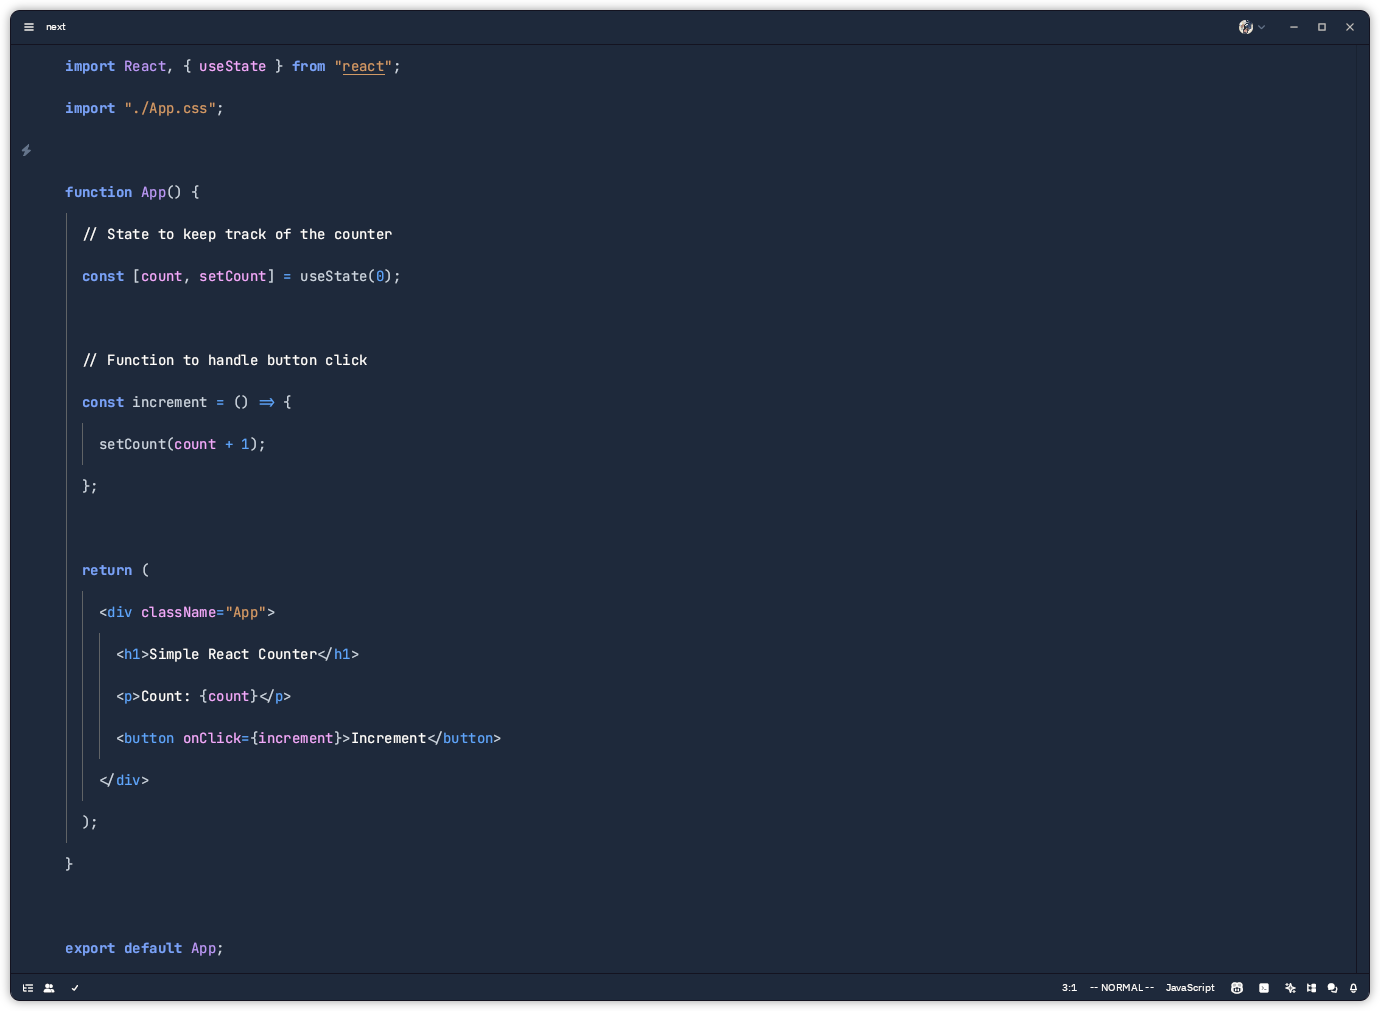 next
import React, { useState } from "react";
import "./App.css";
function App() {
// State to keep track of the counter
const [count, setCount] = useState(0);
// Function to handle button click
const increment = () => {
setCount(count + 1);
};
return (
<div className="App">
<h1>Simple React Counter</h1>
<p>Count: {count}</p>
<button onClick={increment}>Increment</button>
</div>
);
}
export default App;
3:1 -- NORMAL -- JavaScript